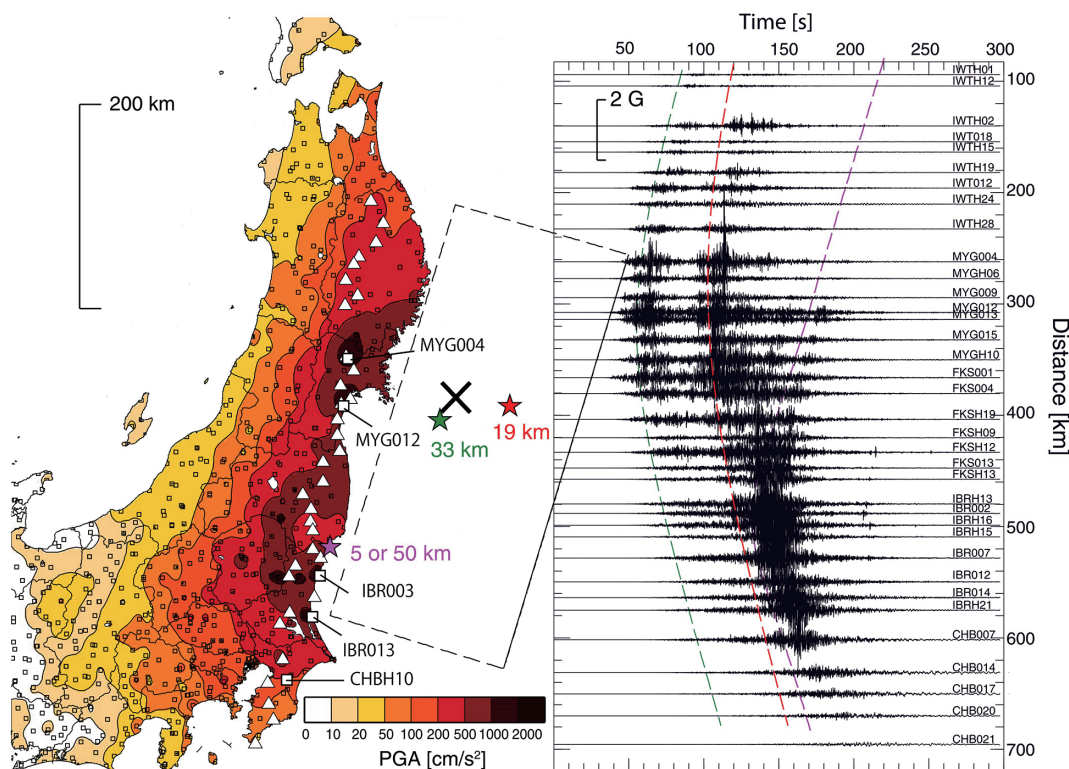 200 km
MYG004
MYG012
33 km
19 km
5 or 50 km
IBR003
IBR013
CHBH10
0 10 20 50 100 200 500 1000 2000
PGA [cm/s²]
Time [s]
50 100 150 200 250 300
2 G
IWTH01
IWTH12
IWTH02
IWT018
IWTH15
IWTH19
IWT012
IWTH24
IWTH28
MYG004
MYGH06
MYG009
MYG012
MYG013
MYG015
MYGH10
FKS001
FKS004
FKSH19
FKSH09
FKSH12
FKS013
FKSH13
IBRH13
IBR002
IBRH16
IBRH15
IBR007
IBR012
IBR014
IBRH21
CHB007
CHB014
CHB017
CHB020
CHB021
100
200
300
400
500
600
700
Distance [km]